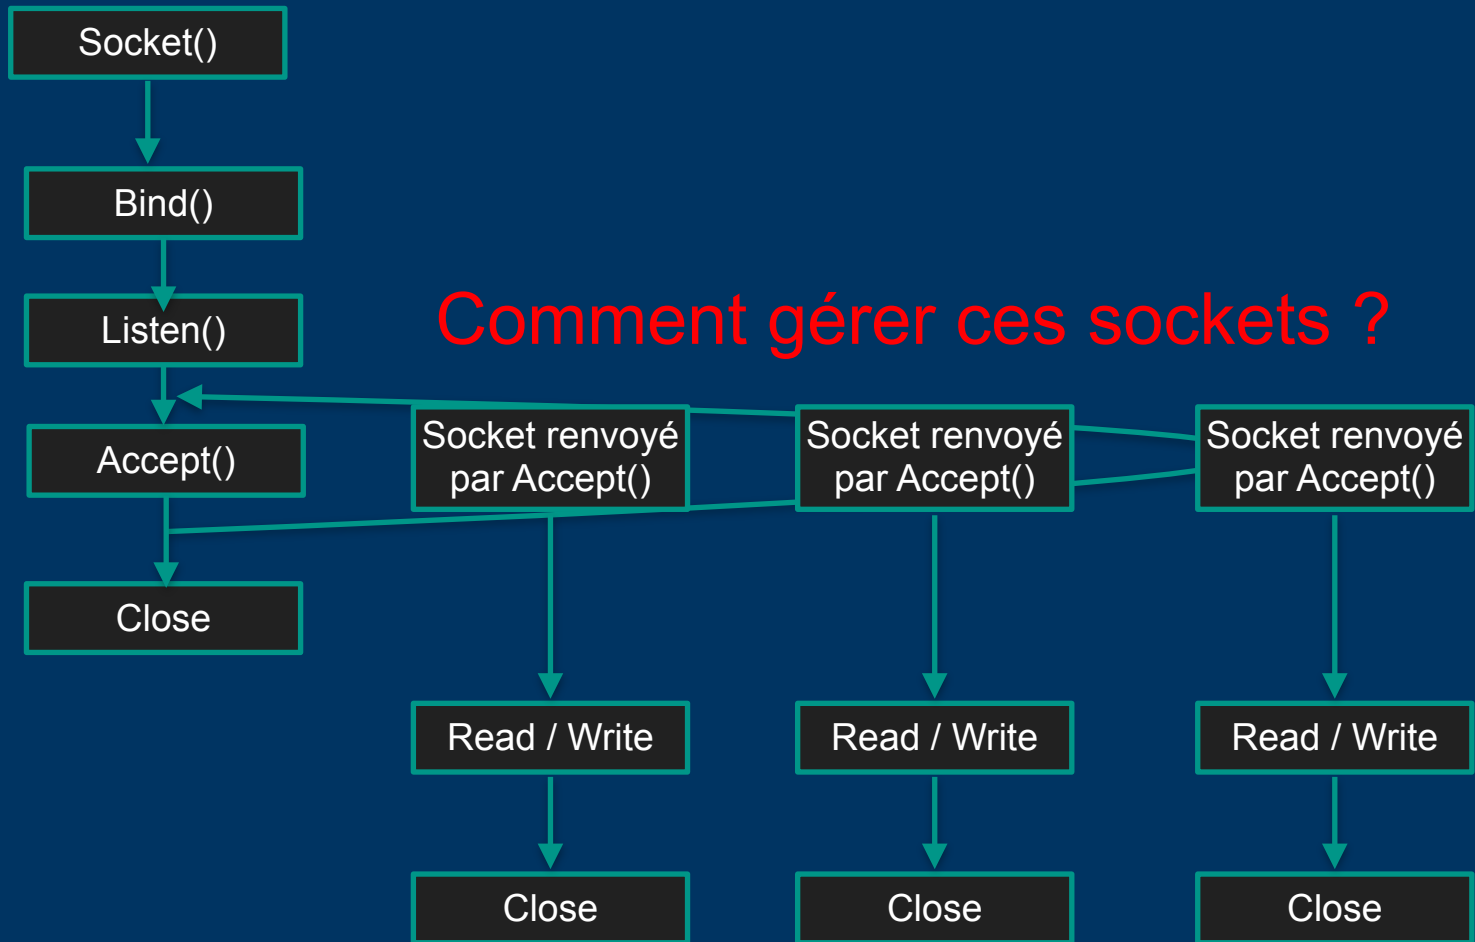 Socket()
Bind()
Listen()
Comment gérer ces sockets ?
Accept()
Socket renvoyé
par Accept()
Socket renvoyé
par Accept()
Socket renvoyé
par Accept()
Close
Read / Write
Read / Write
Read / Write
Close
Close
Close